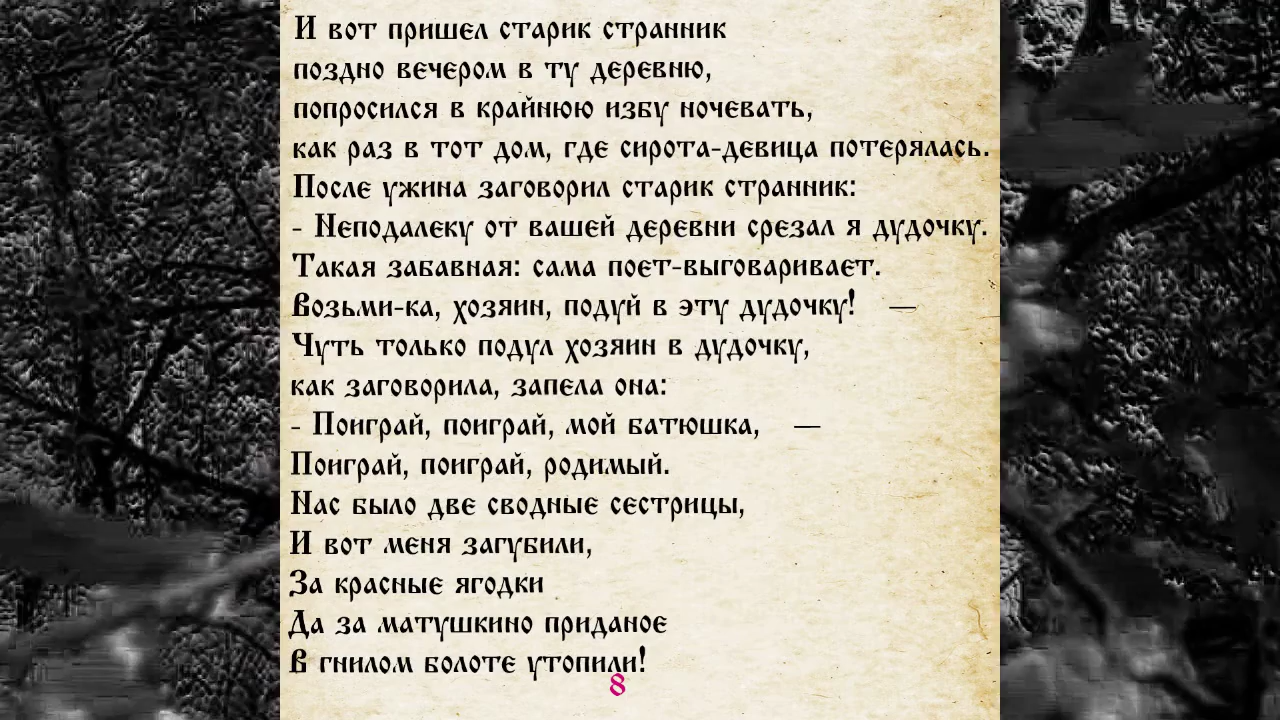 И вот пришел старик странник
поздно вечером в ту деревню,
попросился в крайнюю избу ночевать,
как раз в тот дом, где сирота-девица потерялась.
После ужина заговорил старик странник:
- Неподалеку от вашей деревни срезал я дудочку.
Такая забавная: сама поет-выговаривает.
Возьми-ка, хозяин, подуй в эту дудочку! —
Чуть только подул хозяин в дудочку,
как заговорила, запела она:
- Поиграй, поиграй, мой батюшка, —
Поиграй, поиграй, родимый.
Нас было две сводные сестрицы,
И вот меня загубили,
За красные ягодки
Да за матушкино приданое
В гнилом болоте утопили!
8